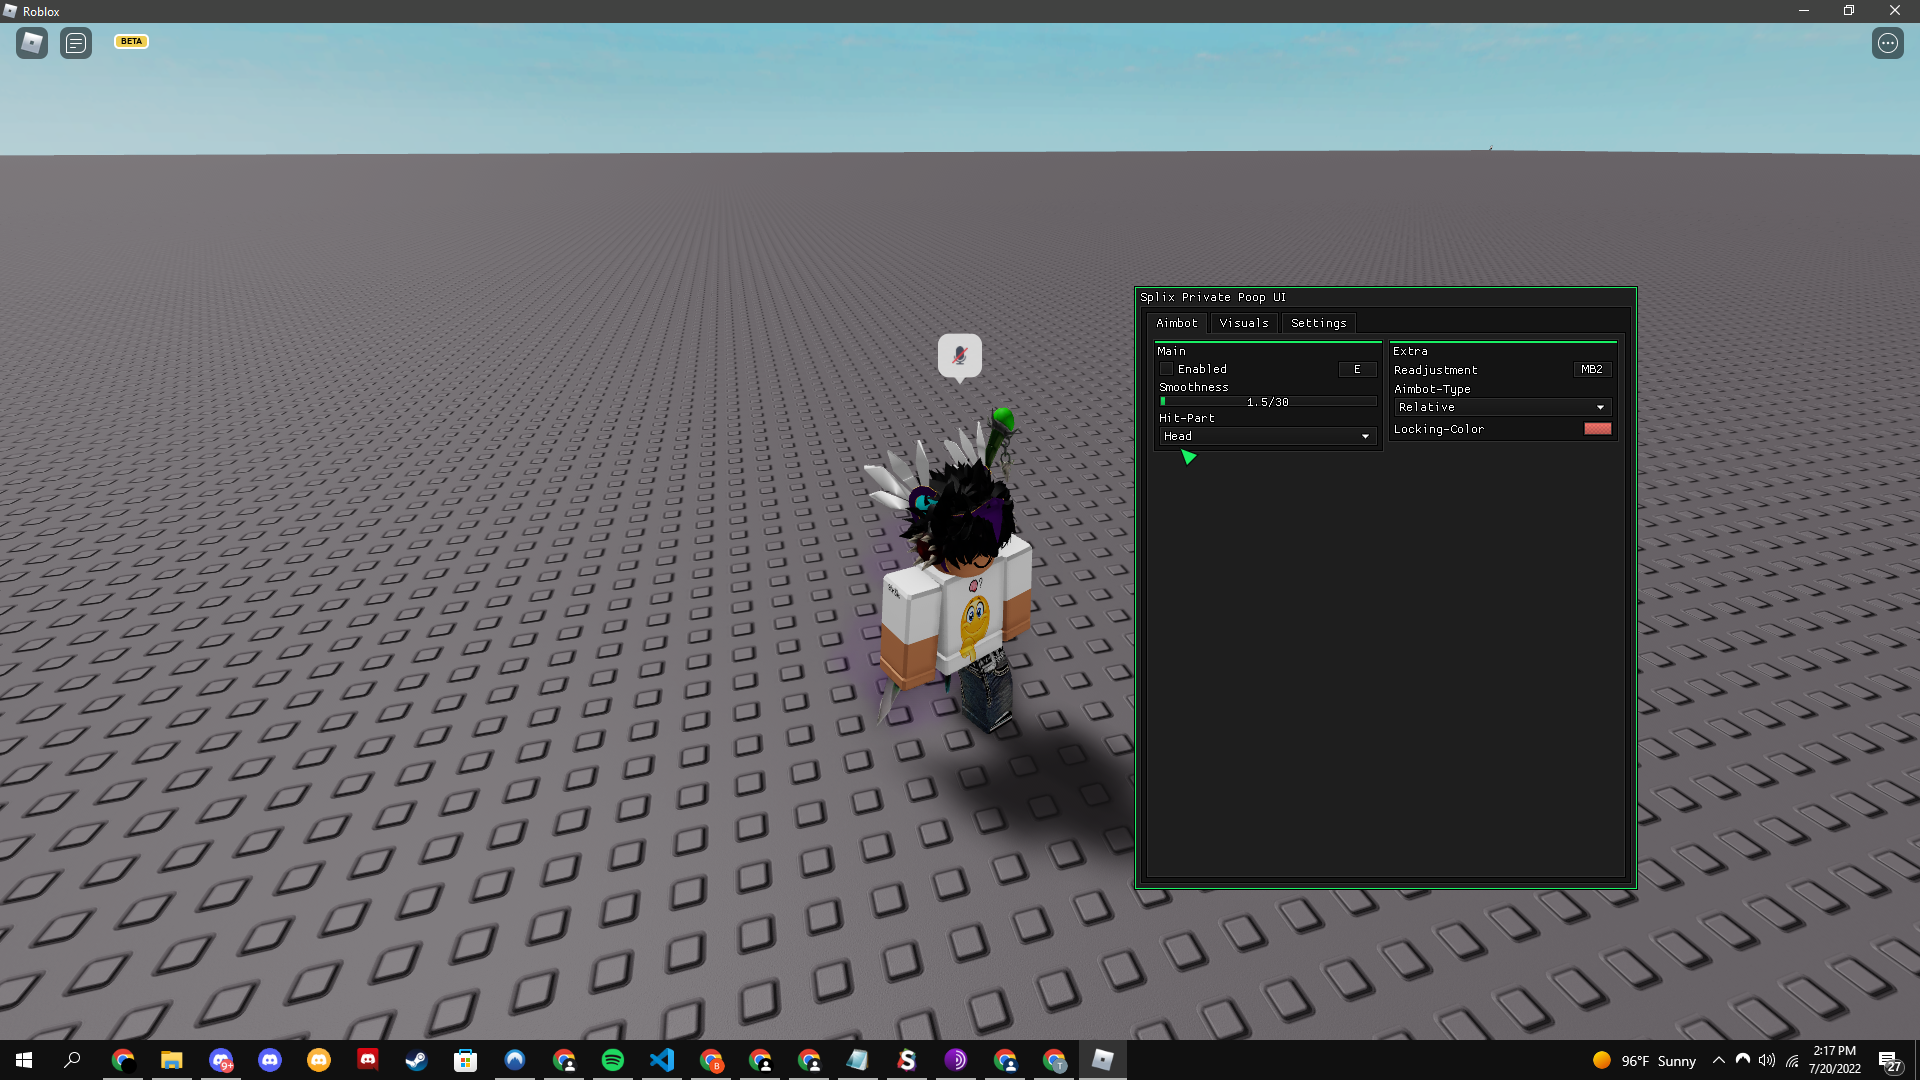 Roblox
BETA
Splix Private Poop UI
Aimbot Visuals Settings
Main
Enabled E
Smoothness
1.5/30
Hit-Part
Head
Extra
Readjustment MB2
Aimbot-Type
Relative
Locking-Color
9+
B
T
96°F Sunny
2:17 PM
7/20/2022
27